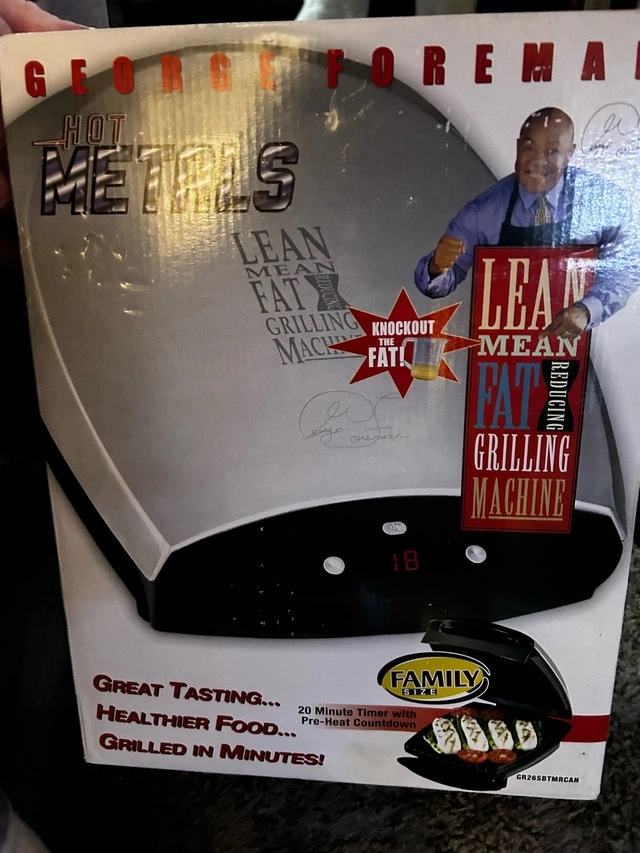 GEORGE FOREMA
HOT
METALS
LEAN
MEAN
FAT REDUCING
GRILLING
MACHINE
KNOCKOUT
THE
FAT!
LEAN
MEAN
FAT REDUCING
GRILLING
MACHINE
18
FAMILY
SIZE
20 Minute Timer with
Pre-Heat Countdown
GREAT TASTING...
HEALTHIER FOOD...
GRILLED IN MINUTES!
GR26SBTMRCAN